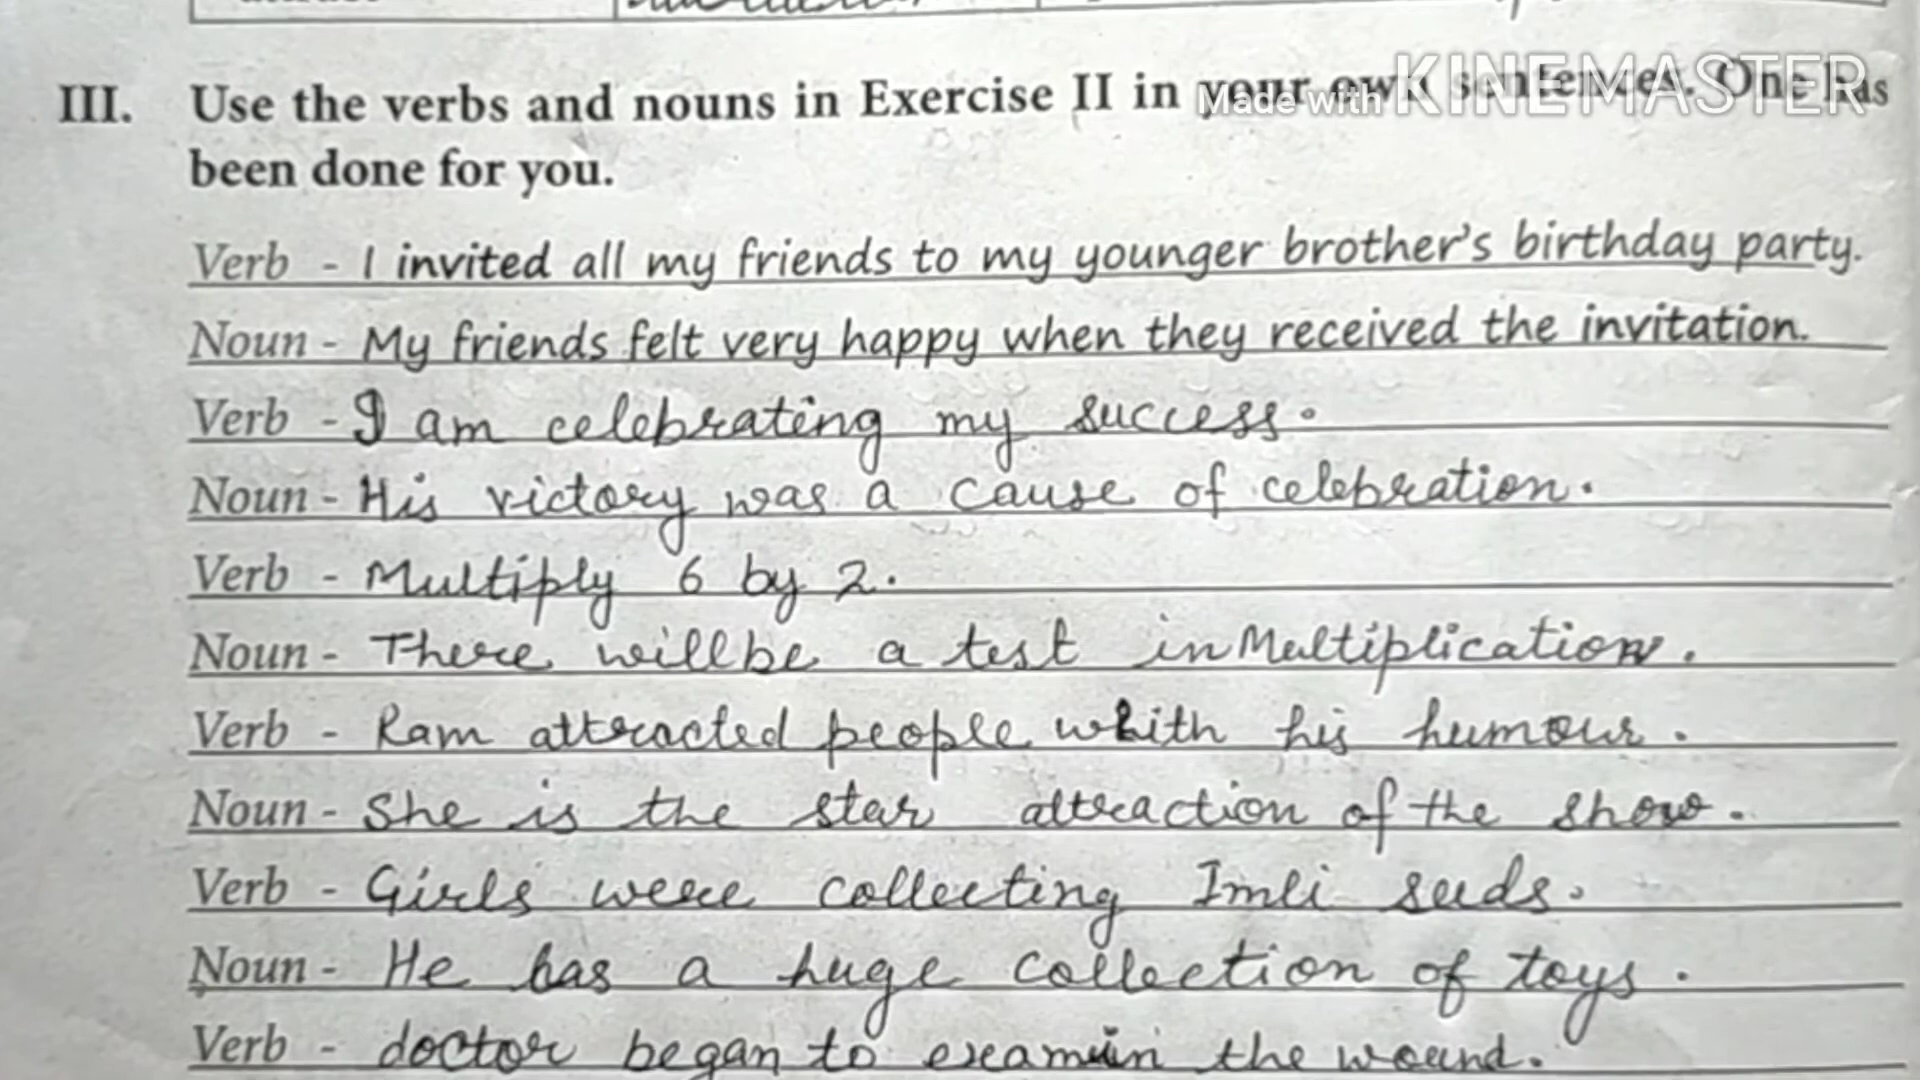 III. Use the verbs and nouns in Exercise II in your own sentences. One has
Made with KINEMASTER
been done for you.
Verb - I invited all my friends to my younger brother's birthday party.
Noun - My friends felt very happy when they received the invitation.
Verb - I am celebrating my success.
Noun - His victory was a cause of celebration.
Verb - Multiply 6 by 2.
Noun - There will be a test in Multiplication.
Verb - Ram attracted people whith his humour.
Noun - She is the star attraction of the show.
Verb - Girls were collecting Imli seeds.
Noun - He has a huge collection of toys.
Verb - doctor began to examin the wound.